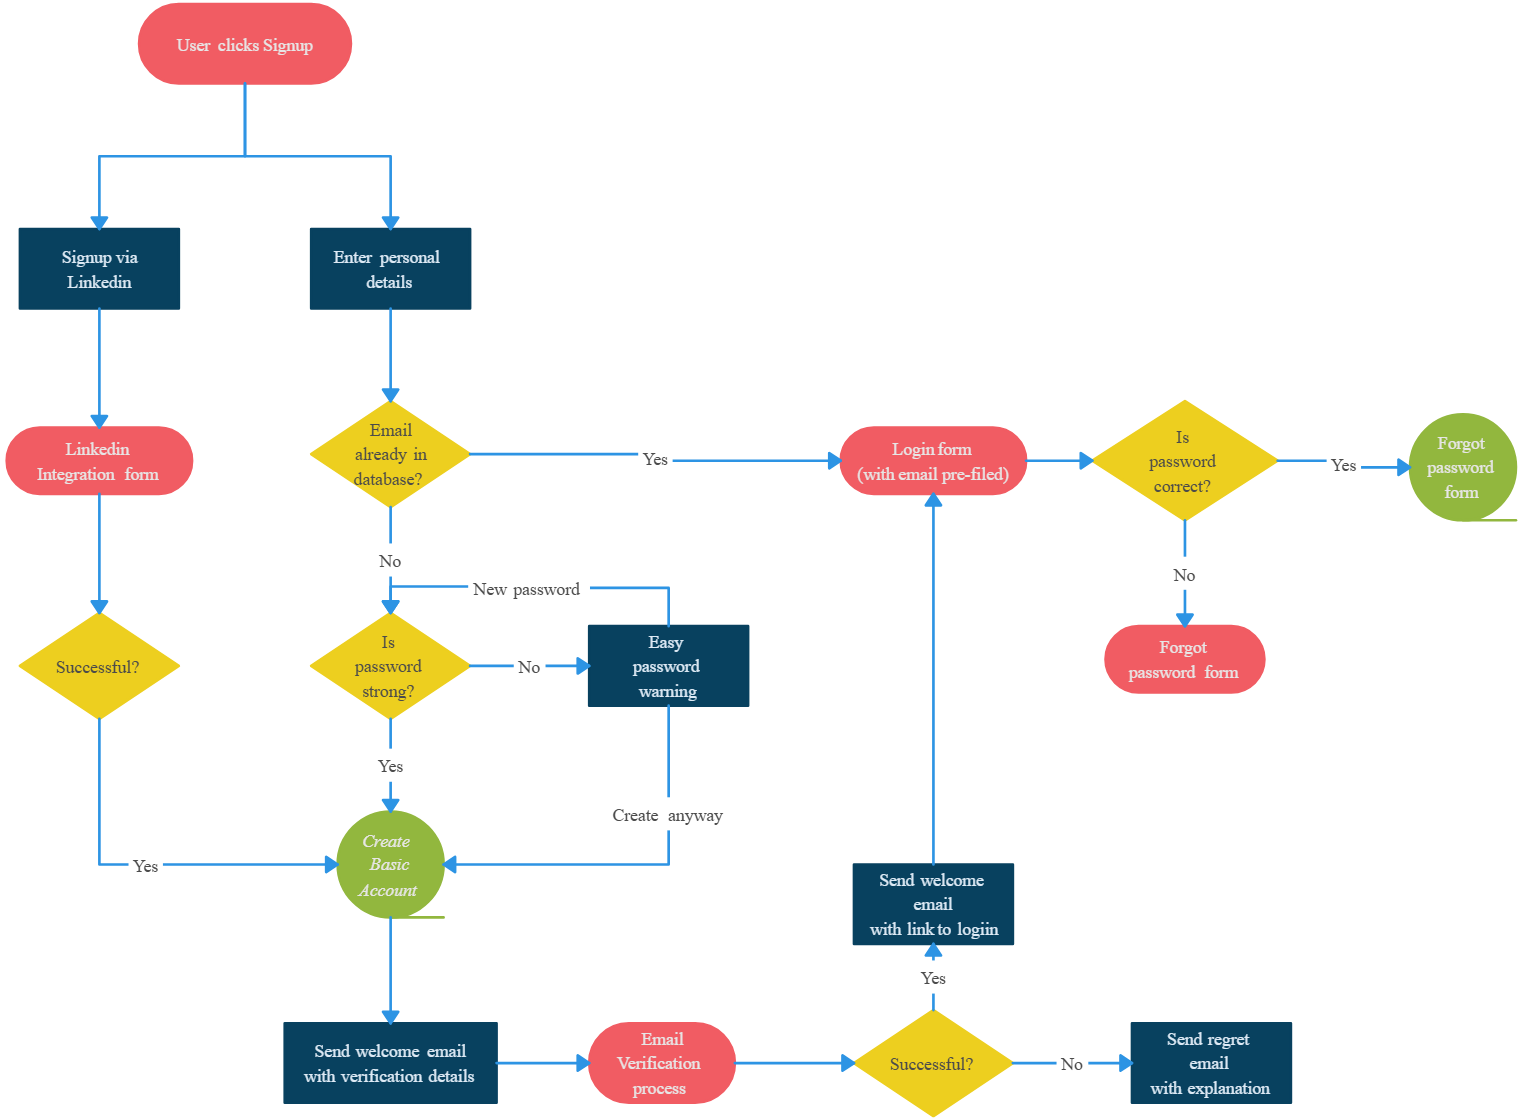 User clicks Signup
Signup via
Linkedin
Enter personal
details
Linkedin
Integration form
Email
already in
database?
Yes
Login form
(with email pre-filed)
Is
password
correct?
Yes
Forgot
password
form
No
New password
No
Forgot
password form
Successful?
Is
password
strong?
No
Easy
password
warning
Yes
Create anyway
Yes
Create
Basic
Account
Send welcome
email
with link to logiin
Yes
Send welcome email
with verification details
Email
Verification
process
Successful?
No
Send regret
email
with explanation